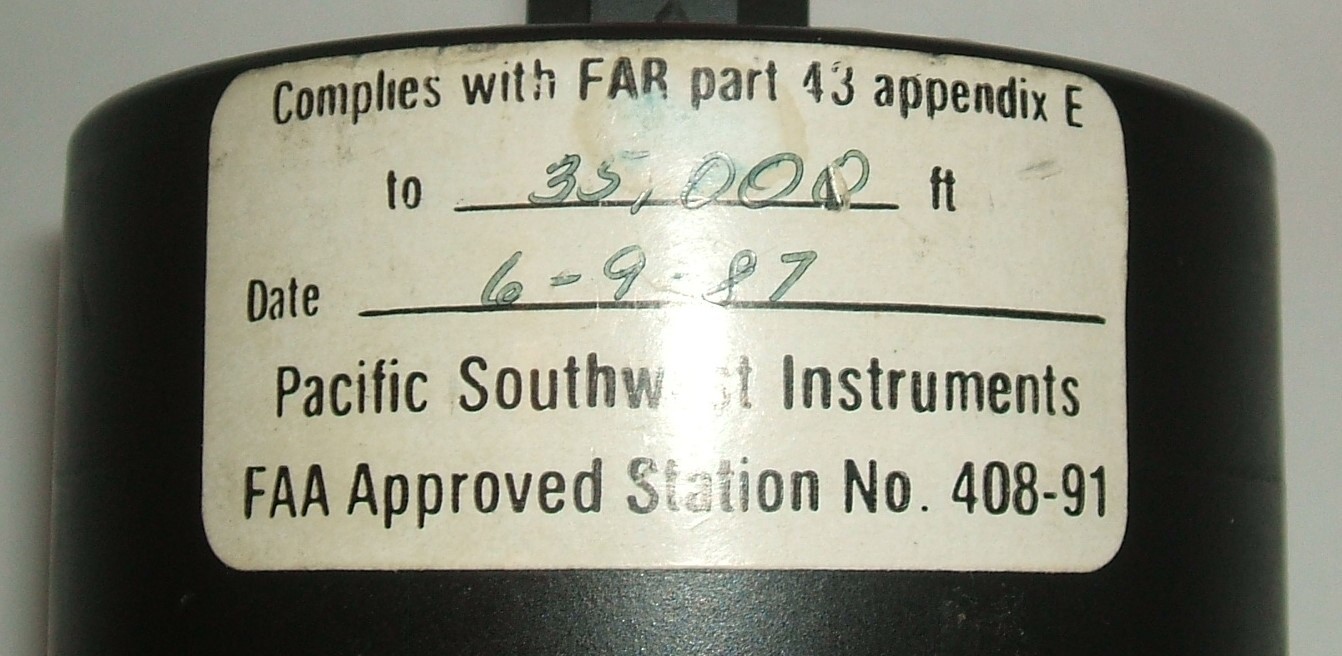 Complies with FAR part 43 appendix E
to 35,000 ft
Date 6-9-87
Pacific Southwest Instruments
FAA Approved Station No. 408-91